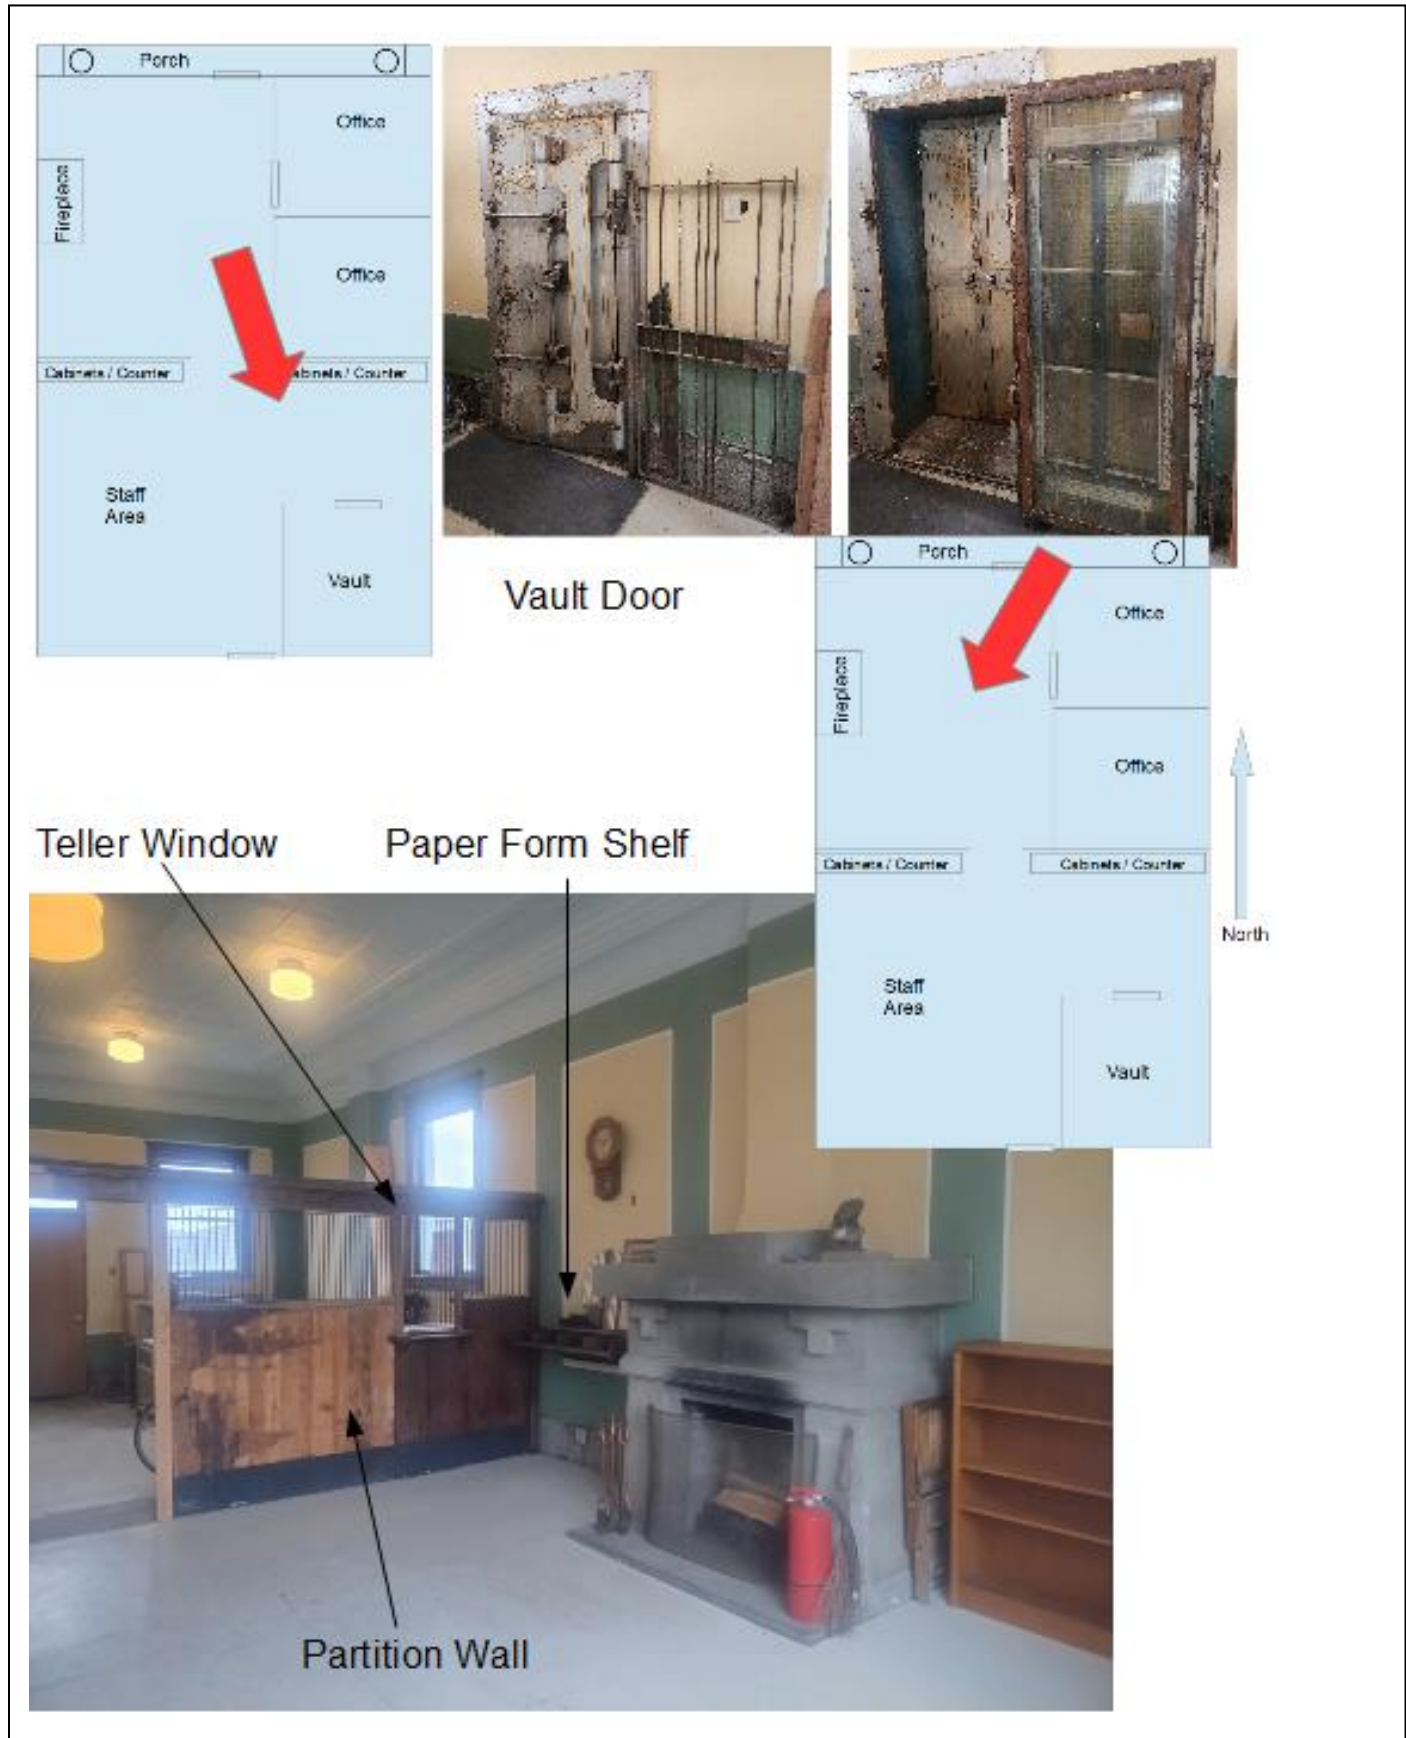 Porch
Office
Fireplace
Office
Cabinets / Counter
abinets / Counter
Staff
Area
Vault
Vault Door
Porch
Office
Fireplace
Office
Cabinets / Counter
Cabinets / Counter
North
Staff
Area
Vault
Teller Window
Paper Form Shelf
Partition Wall